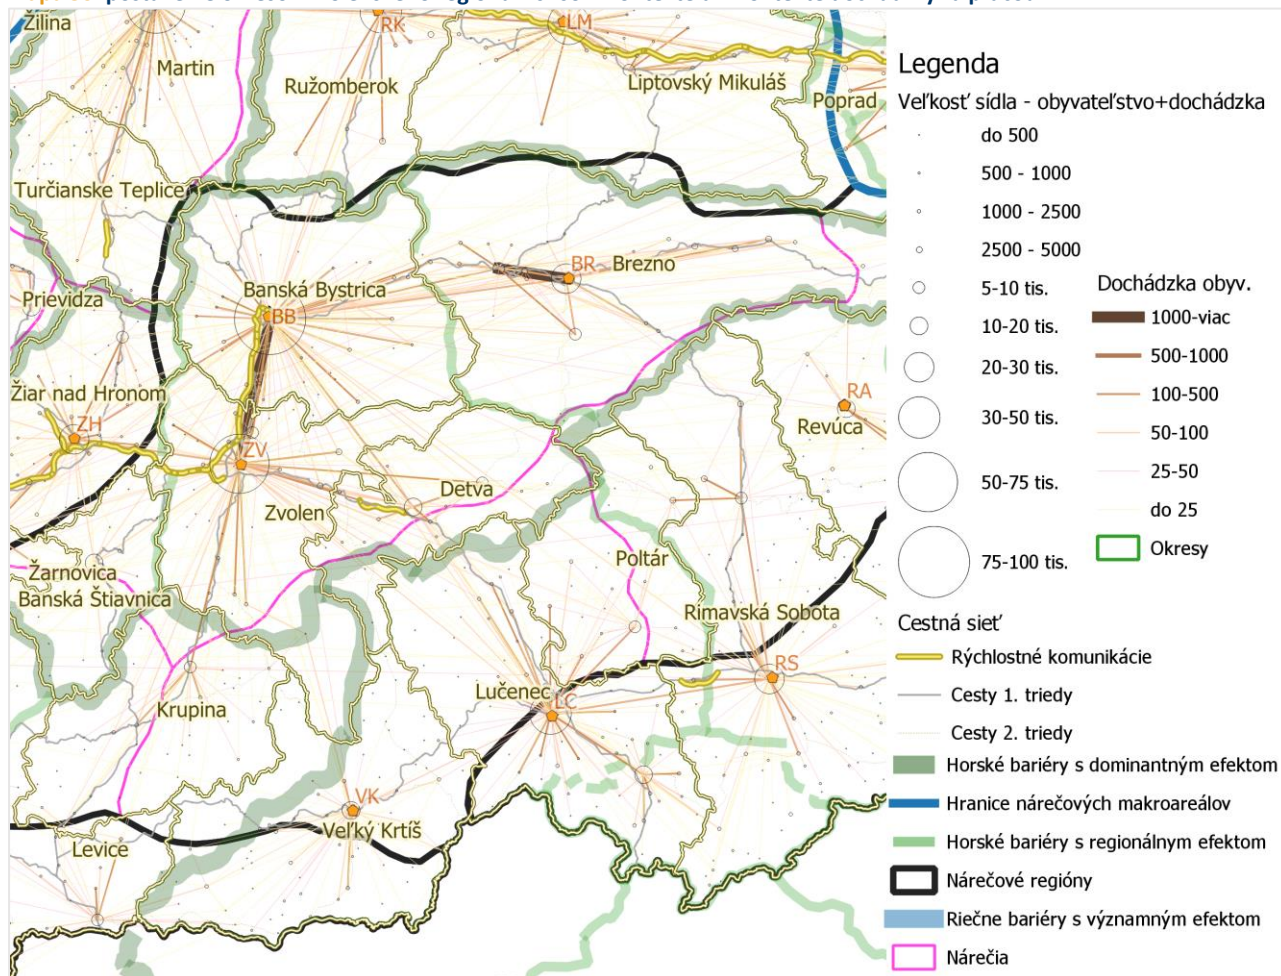 Žilina
Martin
RK
Ružomberok
LM
Liptovský Mikuláš
Poprad
Turčianske Teplice
Prievidza
Banská Bystrica
BB
BR
Brezno
Žiar nad Hronom
ZH
ZV
Zvolen
Detva
RA
Revúca
Žarnovica
Banská Štiavnica
Poltár
Rimavská Sobota
RS
Krupina
Lučenec
LC
VK
Veľký Krtíš
Levice
Legenda
Veľkosť sídla - obyvateľstvo+dochádzka
do 500
500 - 1000
1000 - 2500
2500 - 5000
5-10 tis.
10-20 tis.
20-30 tis.
30-50 tis.
50-75 tis.
75-100 tis.
Dochádzka obyv.
1000-viac
500-1000
100-500
50-100
25-50
do 25
Okresy
Cestná sieť
Rýchlostné komunikácie
Cesty 1. triedy
Cesty 2. triedy
Horské bariéry s dominantným efektom
Hranice nárečových makroareálov
Horské bariéry s regionálnym efektom
Nárečové regióny
Riečne bariéry s významným efektom
Nárečia